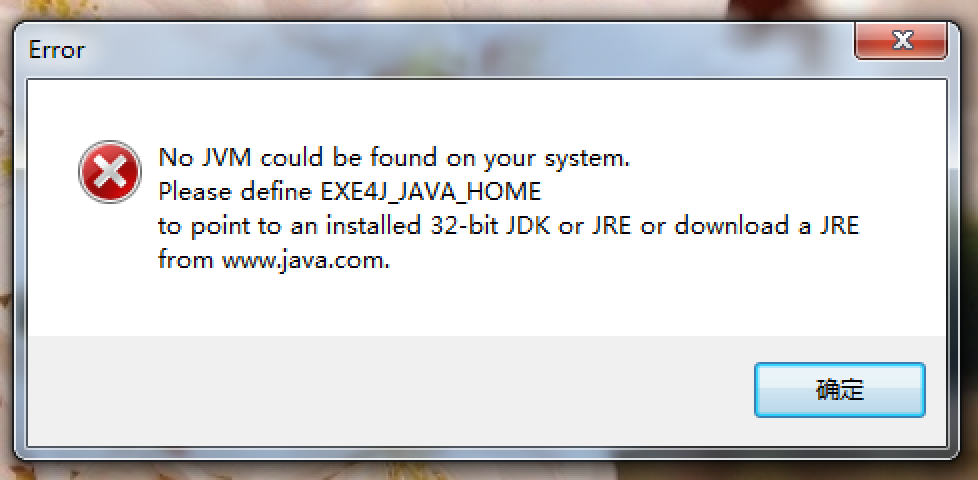 Error
No JVM could be found on your system.
Please define EXE4J_JAVA_HOME
to point to an installed 32-bit JDK or JRE or download a JRE
from www.java.com.
确定